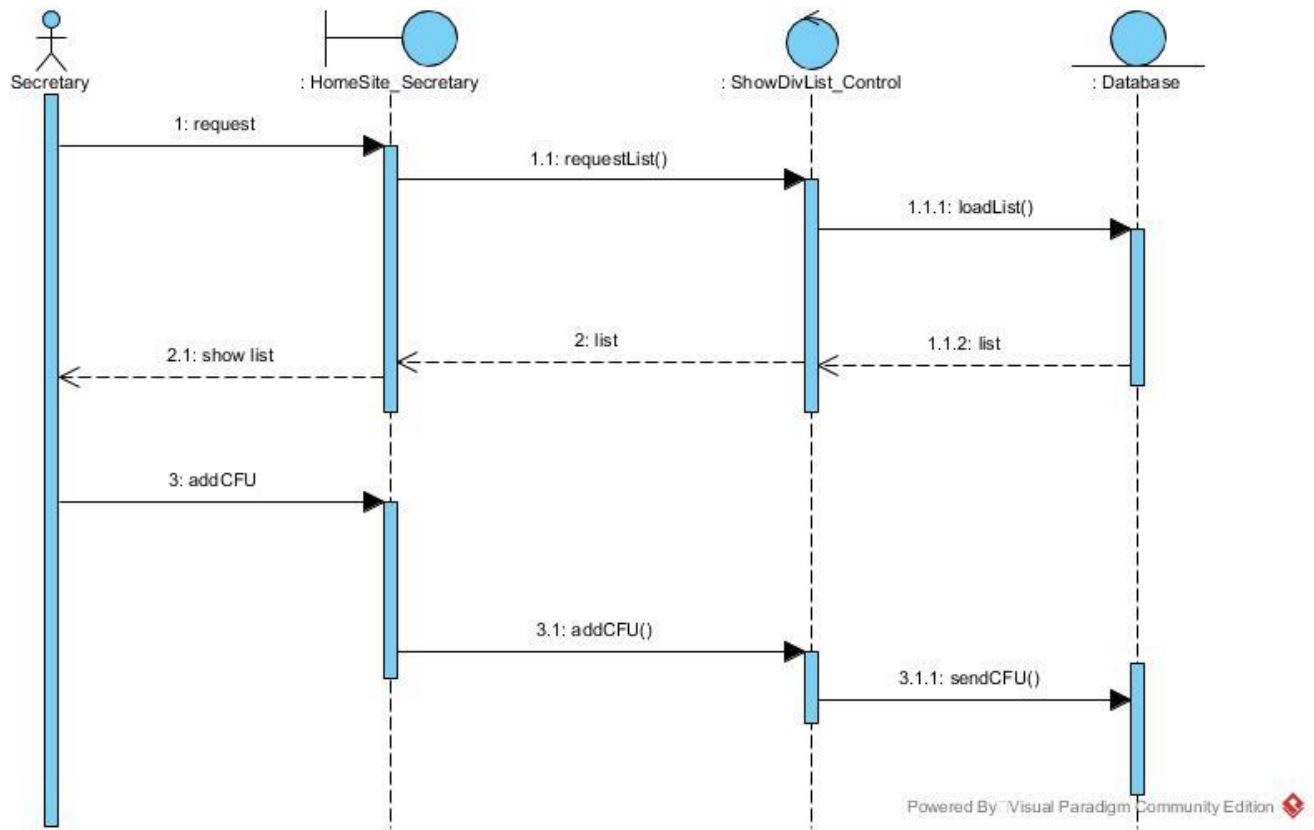 Secretary
: HomeSite_Secretary
: ShowDivList_Control
: Database
1: request
1.1: requestList()
1.1.1: loadList()
2.1: show list
2: list
1.1.2: list
3: addCFU
3.1: addCFU()
3.1.1: sendCFU()
Powered By Visual Paradigm Community Edition